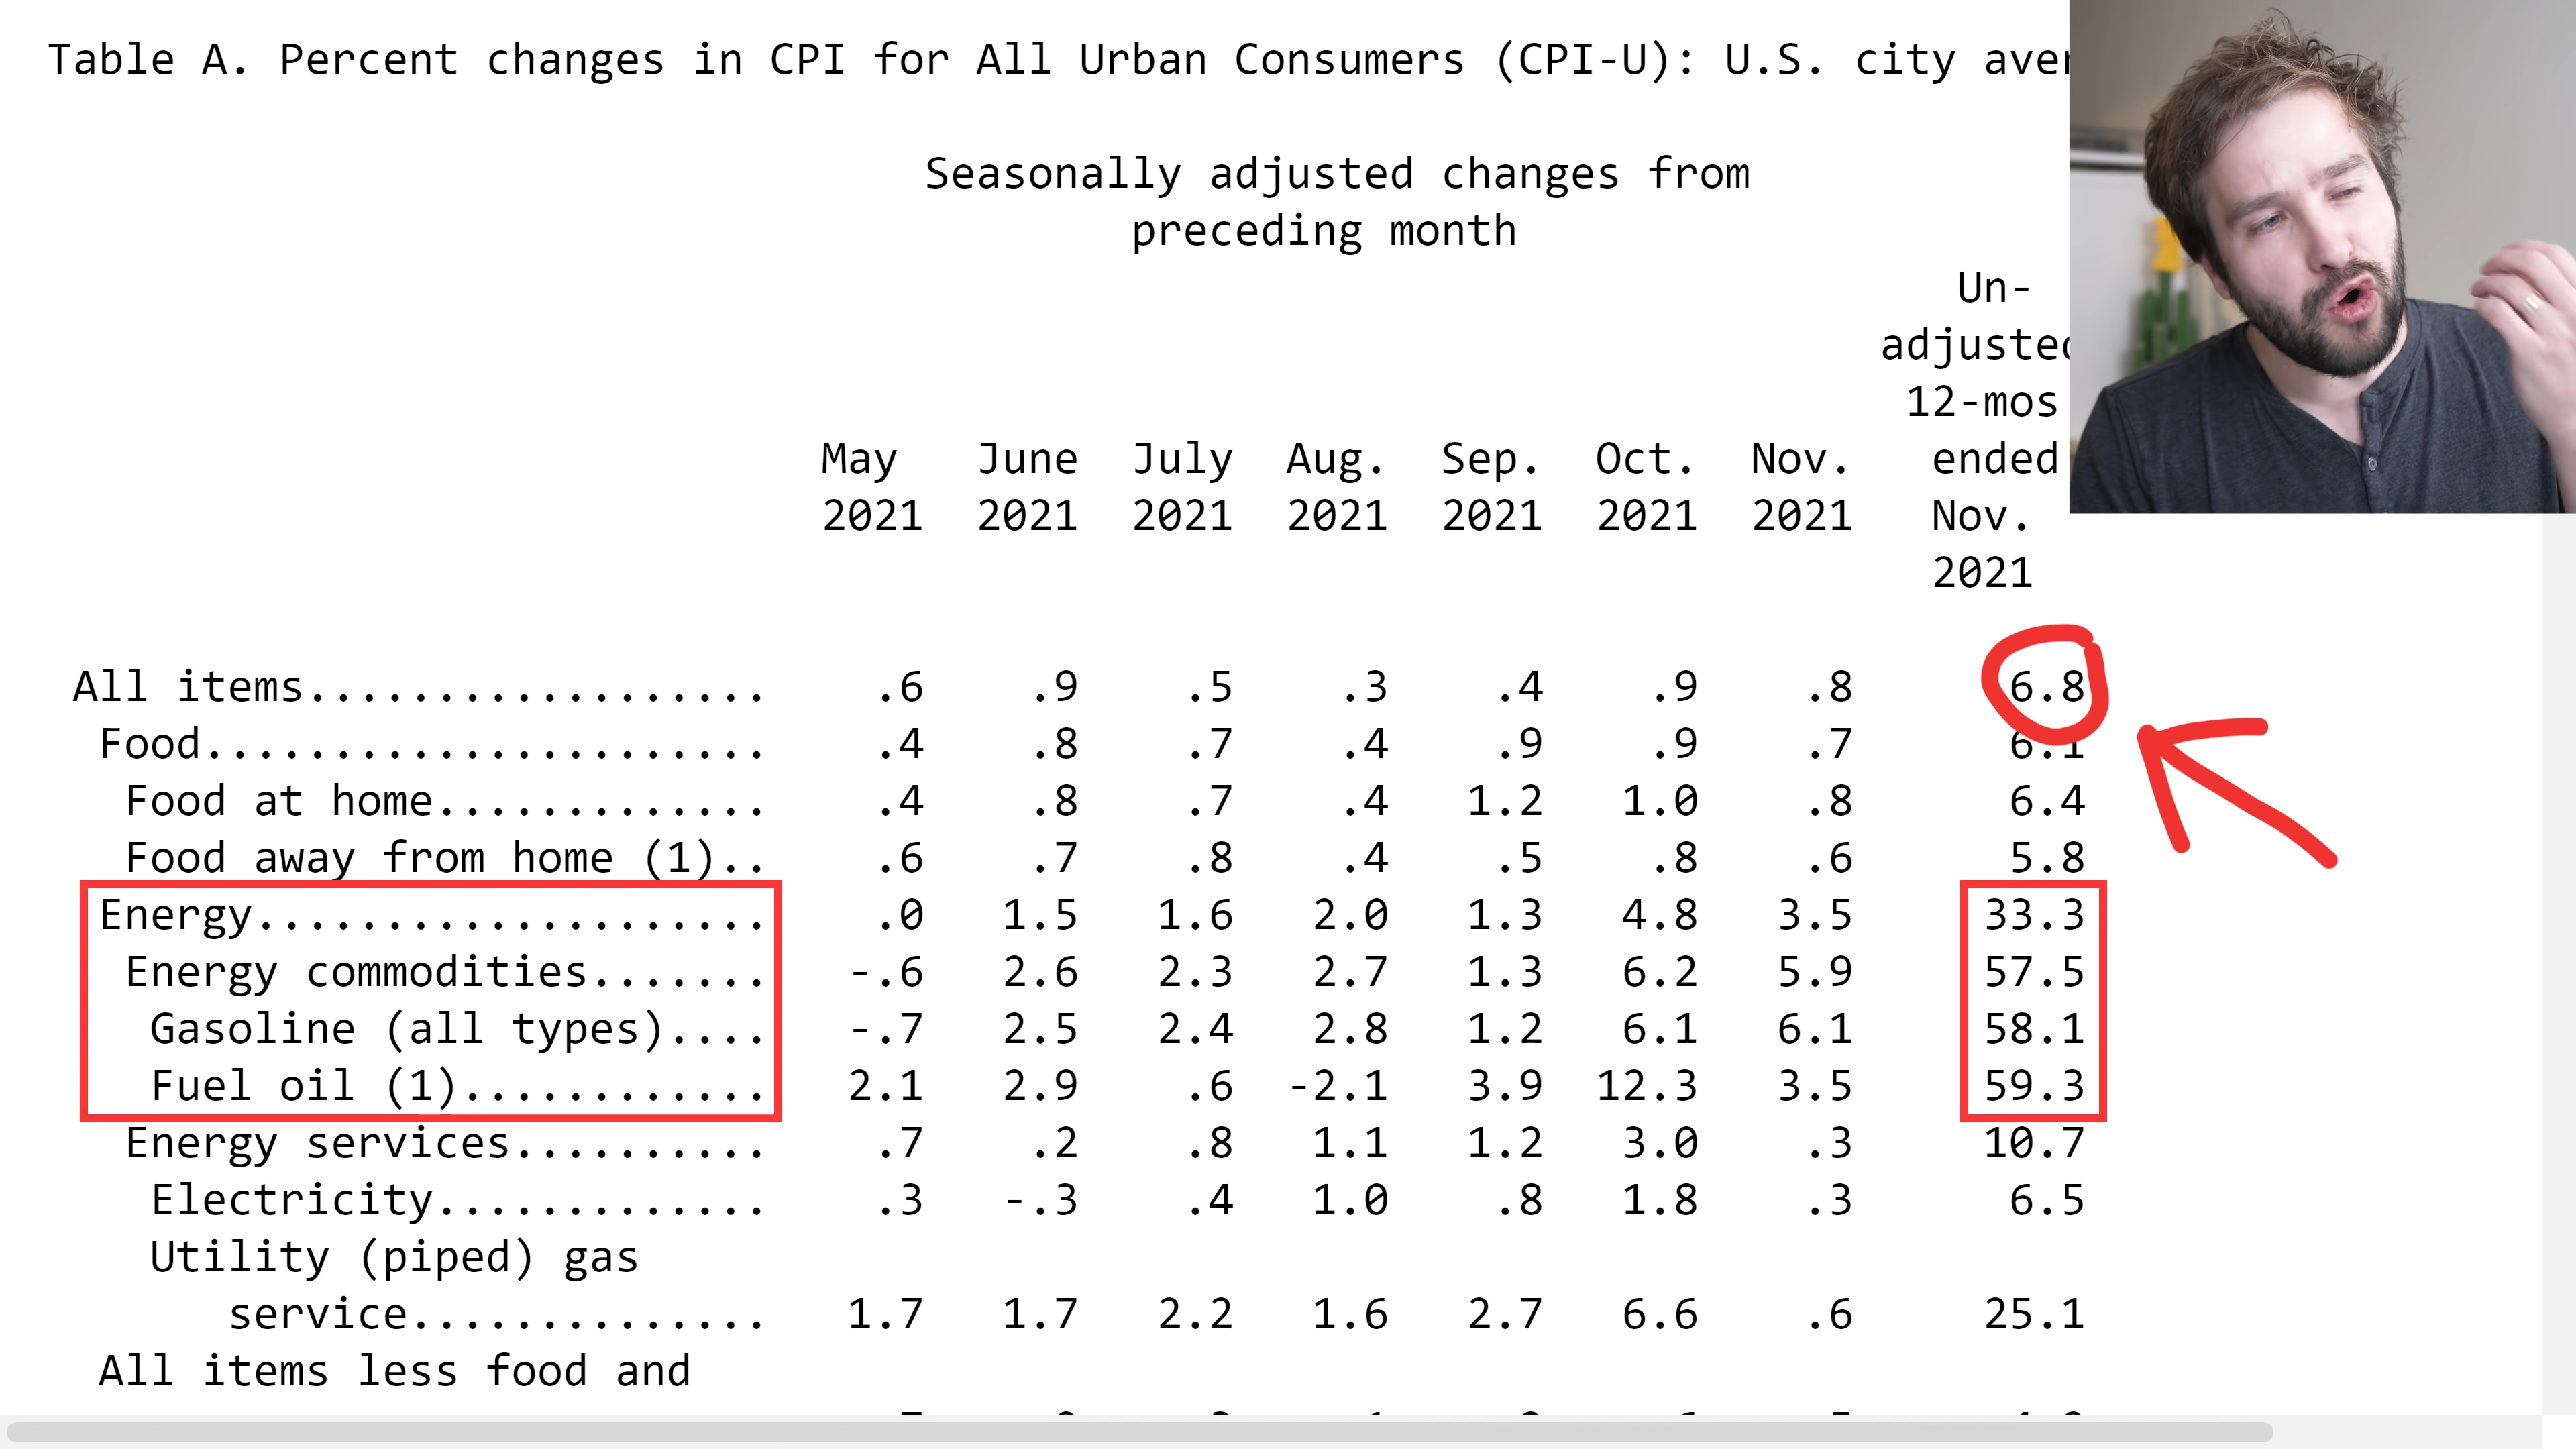 Table A. Percent changes in CPI for All Urban Consumers (CPI-U): U.S. city
Seasonally adjusted changes from
preceding month
Un-
adjusted
12-mos
May June July Aug. Sep. Oct. Nov. ended
2021 2021 2021 2021 2021 2021 2021 Nov.
2021
All items.................. .6 .9 .5 .3 .4 .9 .8 6.8
Food...................... .4 .8 .7 .4 .9 .9 .7 6.1
Food at home............. .4 .8 .7 .4 1.2 1.0 .8 6.4
Food away from home (1).. .6 .7 .8 .4 .5 .8 .6 5.8
Energy.................... .0 1.5 1.6 2.0 1.3 4.8 3.5 33.3
Energy commodities....... -.6 2.6 2.3 2.7 1.3 6.2 5.9 57.5
Gasoline (all types).... -.7 2.5 2.4 2.8 1.2 6.1 6.1 58.1
Fuel oil (1)............ 2.1 2.9 .6 -2.1 3.9 12.3 3.5 59.3
Energy services.......... .7 .2 .8 1.1 1.2 3.0 .3 10.7
Electricity............. .3 -.3 .4 1.0 .8 1.8 .3 6.5
Utility (piped) gas
service.............. 1.7 1.7 2.2 1.6 2.7 6.6 .6 25.1
All items less food and